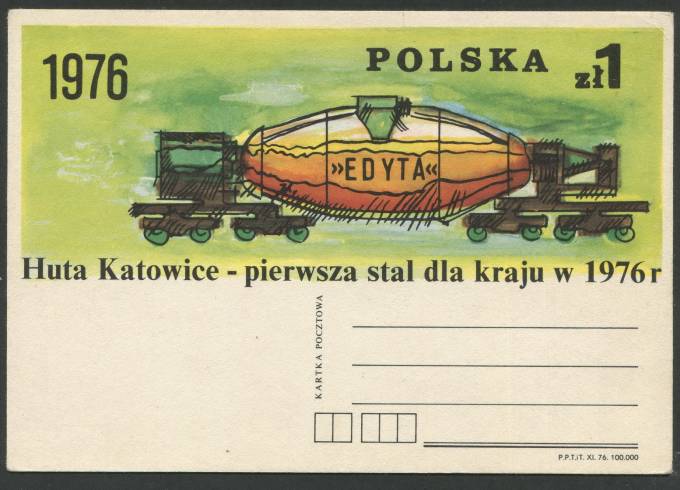 1976
POLSKA zł1
»EDYTA«
Huta Katowice - pierwsza stal dla kraju w 1976 r
KARTKA POCZTOWA
P.P.T.iT. XI. 76. 100.000